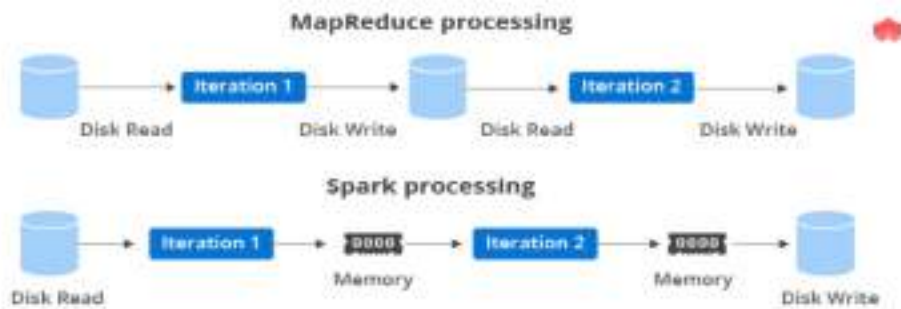 MapReduce processing
Iteration 1
Iteration 2
Disk Read
Disk Write
Disk Read
Disk Write
Spark processing
Iteration 1
Iteration 2
Memory
Memory
Disk Read
Disk Write